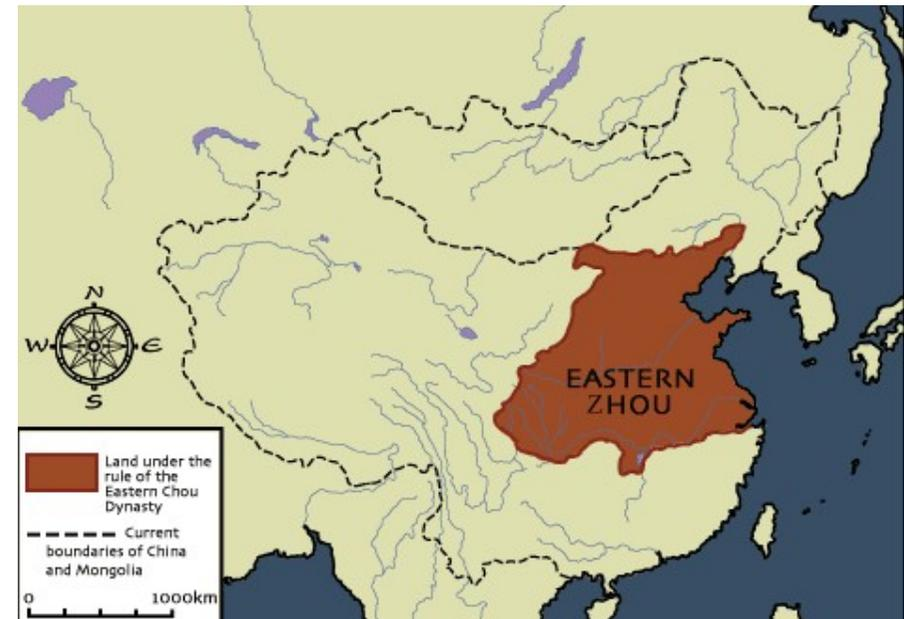 N
W E
S
EASTERN
ZHOU
Land under the
rule of the
Eastern Chou
Dynasty
Current
boundaries of China
and Mongolia
0 1000km